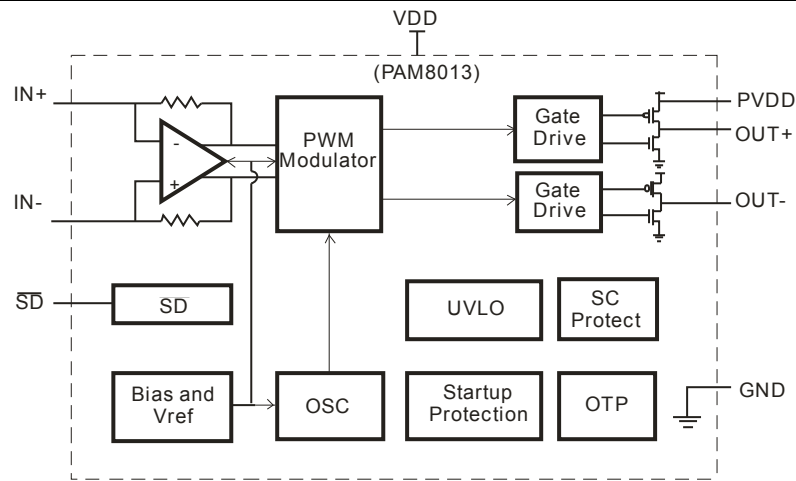 VDD
(PAM8013)
IN+
IN-
-
+
PWM
Modulator
Gate
Drive
Gate
Drive
PVDD
OUT+
OUT-
S̅D̅
SD
UVLO
SC
Protect
Bias and
Vref
OSC
Startup
Protection
OTP
GND